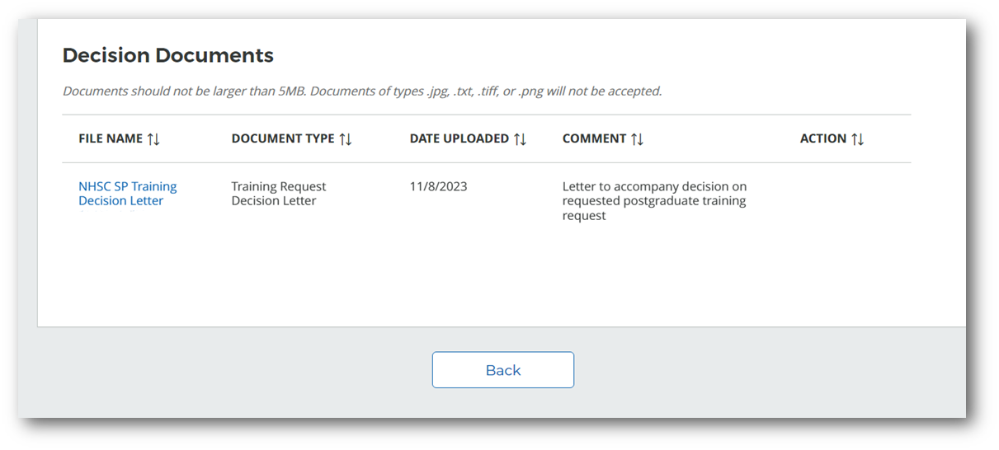 Decision Documents
Documents should not be larger than 5MB. Documents of types .jpg, .txt, .tiff, or .png will not be accepted.
FILE NAME ↑↓ DOCUMENT TYPE ↑↓ DATE UPLOADED ↑↓ COMMENT ↑↓ ACTION ↑↓
NHSC SP Training Training Request 11/8/2023 Letter to accompany decision on
Decision Letter Decision Letter requested postgraduate training
request
Back